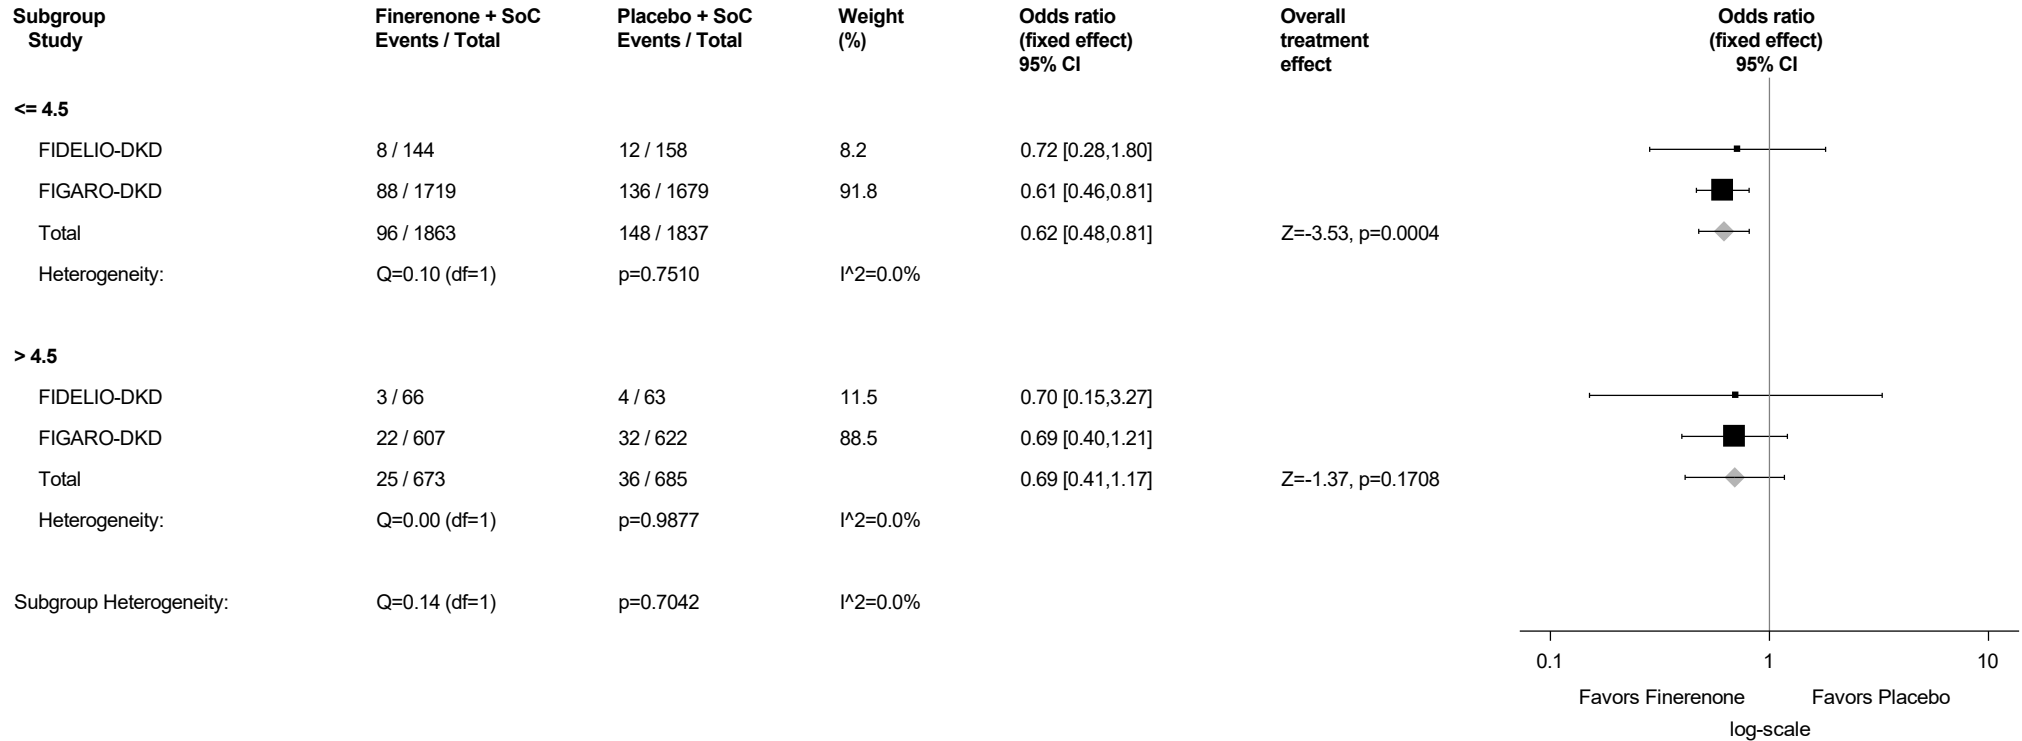 Subgroup Finerenone + SoC Placebo + SoC Weight Odds ratio Overall Odds ratio
Study Events / Total Events / Total (%) (fixed effect) treatment (fixed effect)
95% CI effect 95% CI
<= 4.5
FIDELIO-DKD 8 / 144 12 / 158 8.2 0.72 [0.28,1.80]
FIGARO-DKD 88 / 1719 136 / 1679 91.8 0.61 [0.46,0.81]
Total 96 / 1863 148 / 1837 0.62 [0.48,0.81] Z=-3.53, p=0.0004
Heterogeneity: Q=0.10 (df=1) p=0.7510 I^2=0.0%
> 4.5
FIDELIO-DKD 3 / 66 4 / 63 11.5 0.70 [0.15,3.27]
FIGARO-DKD 22 / 607 32 / 622 88.5 0.69 [0.40,1.21]
Total 25 / 673 36 / 685 0.69 [0.41,1.17] Z=-1.37, p=0.1708
Heterogeneity: Q=0.00 (df=1) p=0.9877 I^2=0.0%
Subgroup Heterogeneity: Q=0.14 (df=1) p=0.7042 I^2=0.0%
0.1 1 10
Favors Finerenone Favors Placebo
log-scale